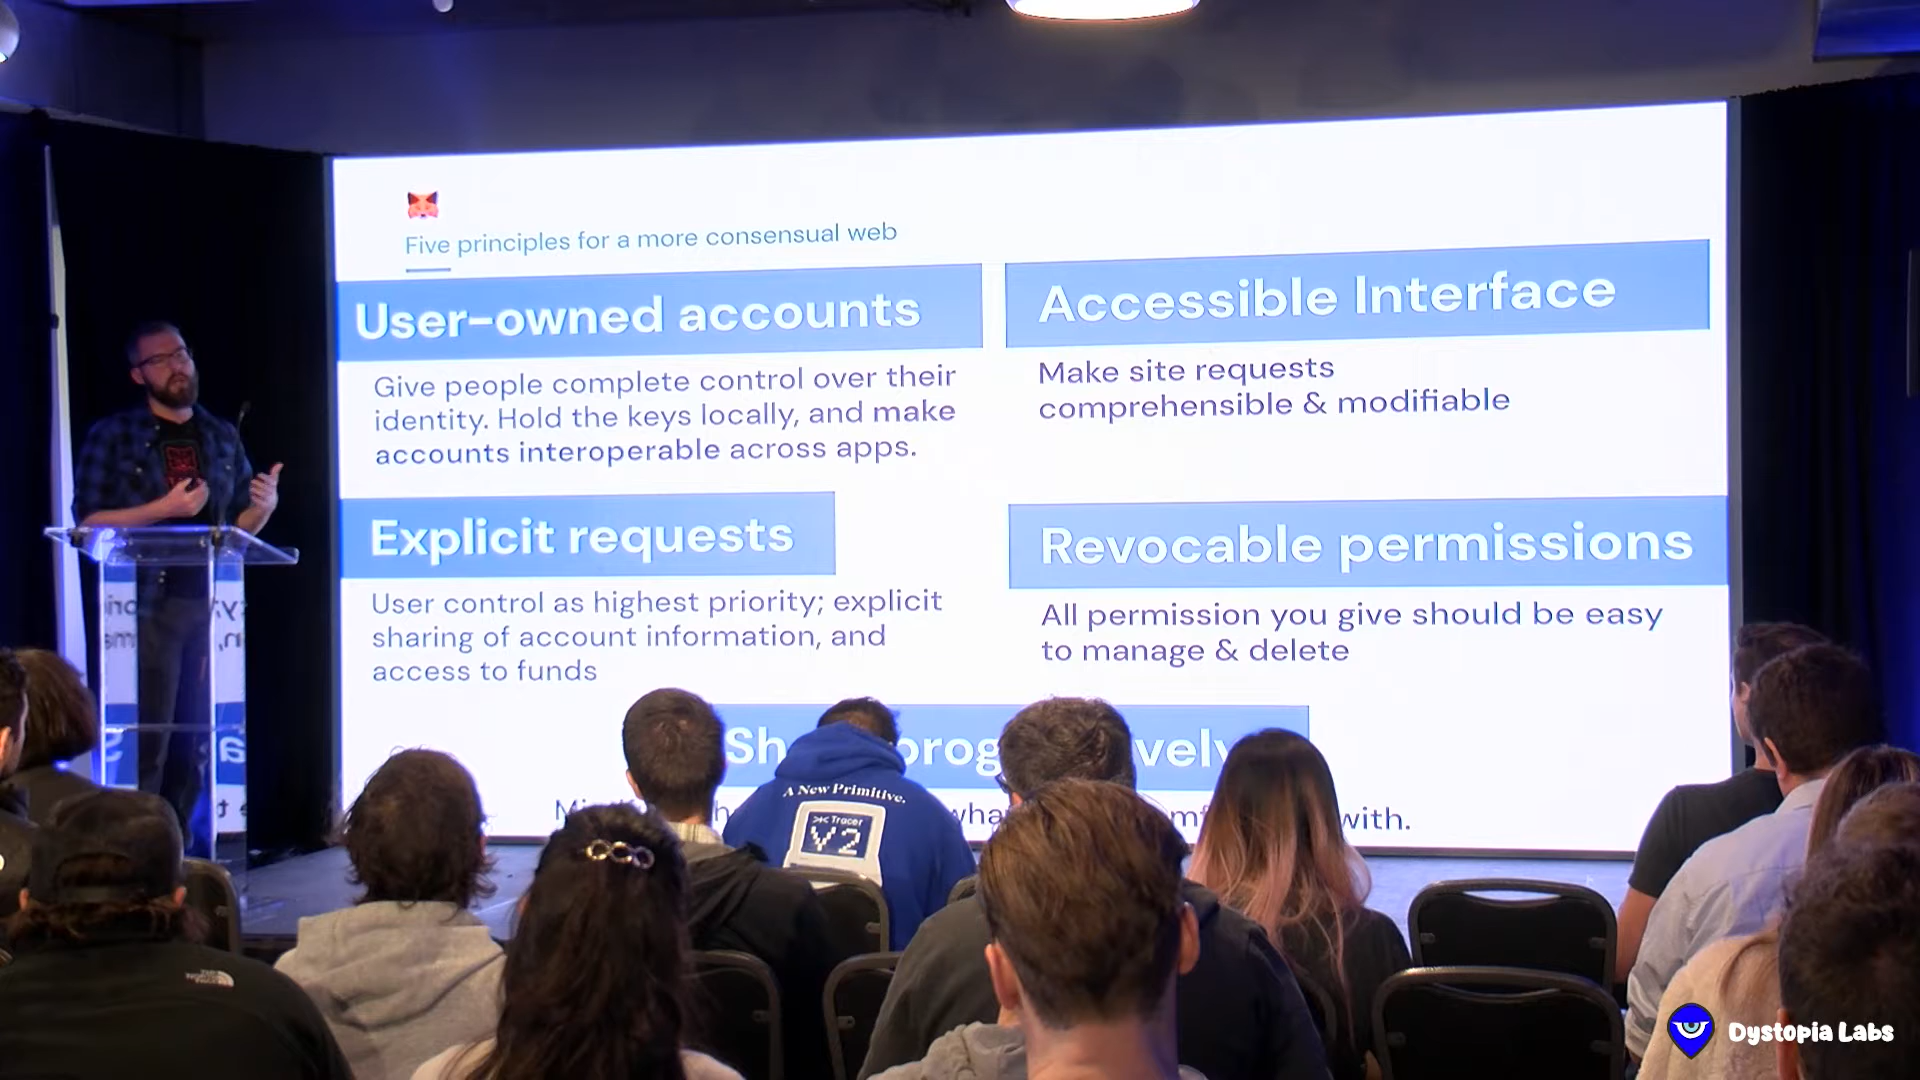 Five principles for a more consensual web
User-owned accounts
Give people complete control over their
identity. Hold the keys locally, and make
accounts interoperable across apps.
Accessible Interface
Make site requests
comprehensible & modifiable
Explicit requests
User control as highest priority; explicit
sharing of account information, and
access to funds
Revocable permissions
All permission you give should be easy
to manage & delete
with.
A New Primitive.
Tracer
V2
THE NORTH FACE
Dystopia Labs